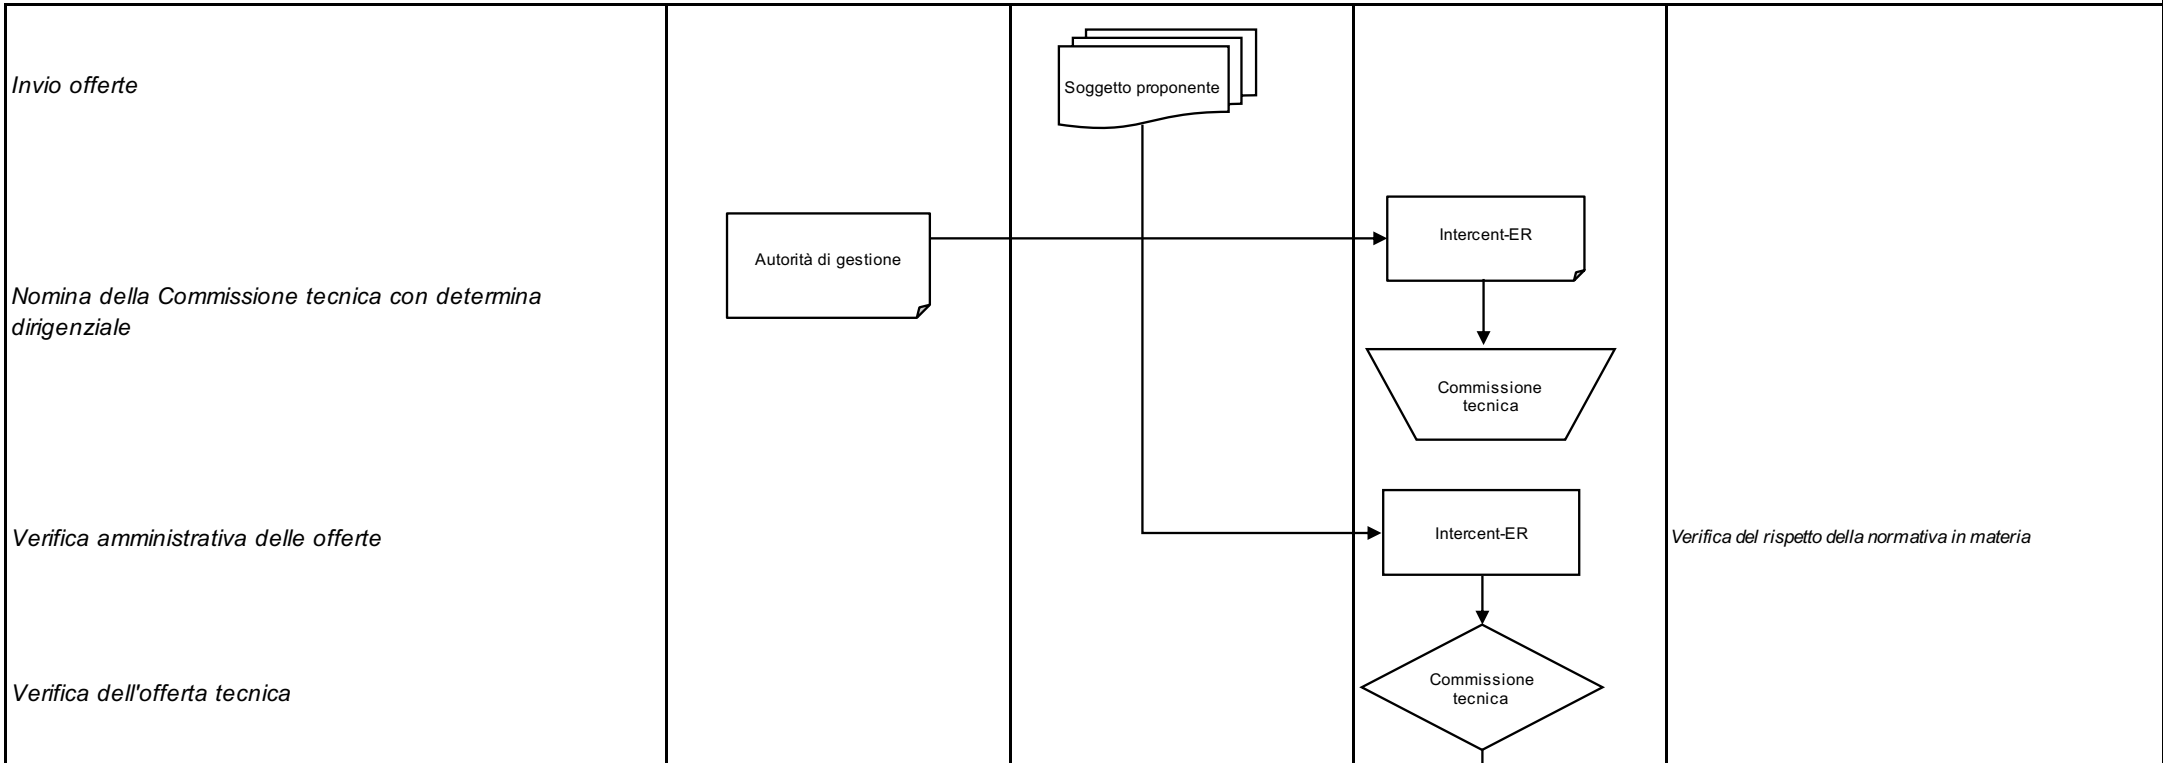 Invio offerte
Soggetto proponente
Autorità di gestione
Intercent-ER
Nomina della Commissione tecnica con determina
dirigenziale
Commissione
tecnica
Verifica amministrativa delle offerte
Intercent-ER
Verifica del rispetto della normativa in materia
Verifica dell'offerta tecnica
Commissione
tecnica